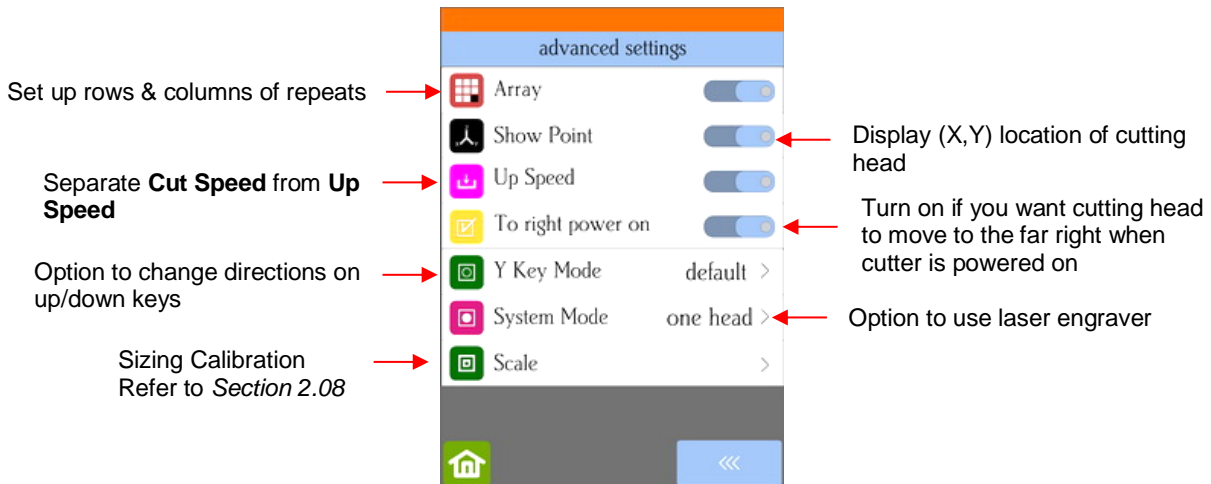 advanced settings
Set up rows & columns of repeats
Array
Show Point
Display (X,Y) location of cutting
head
Separate Cut Speed from Up
Speed
Up Speed
To right power on
Turn on if you want cutting head
to move to the far right when
cutter is powered on
Option to change directions on
up/down keys
Y Key Mode
default >
System Mode
one head >
Option to use laser engraver
Sizing Calibration
Refer to Section 2.08
Scale
>
<<<